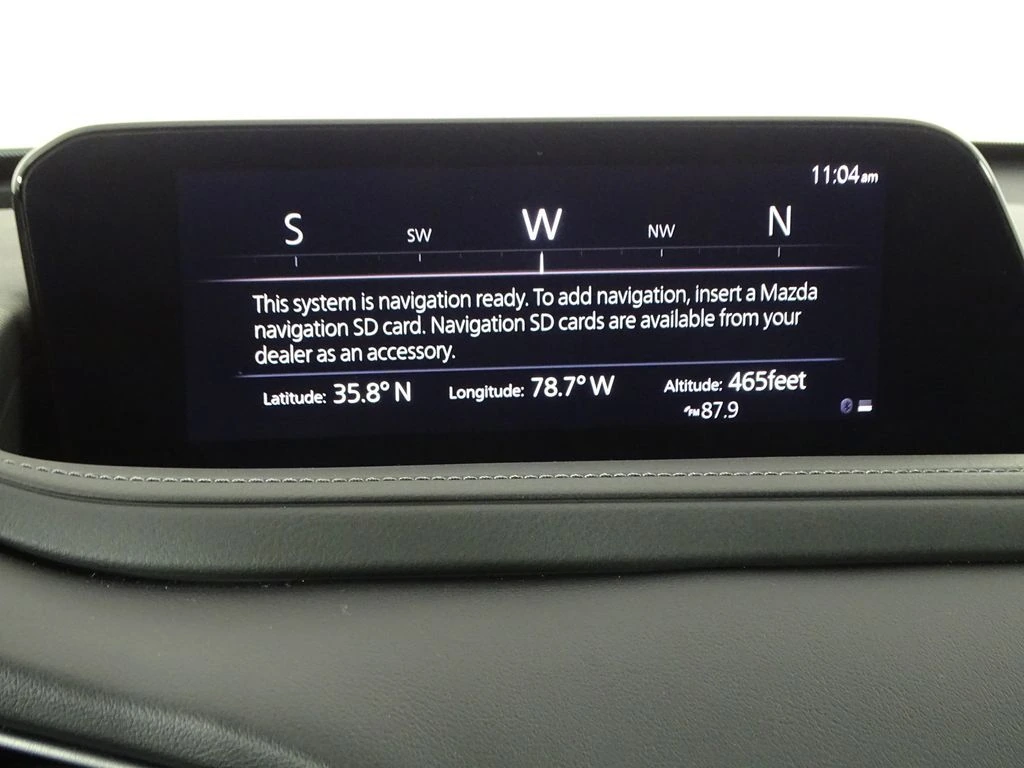 11:04am
S SW W NW N
This system is navigation ready. To add navigation, insert a Mazda
navigation SD card. Navigation SD cards are available from your
dealer as an accessory.
Latitude: 35.8° N Longitude: 78.7° W Altitude: 465feet
FM 87.9